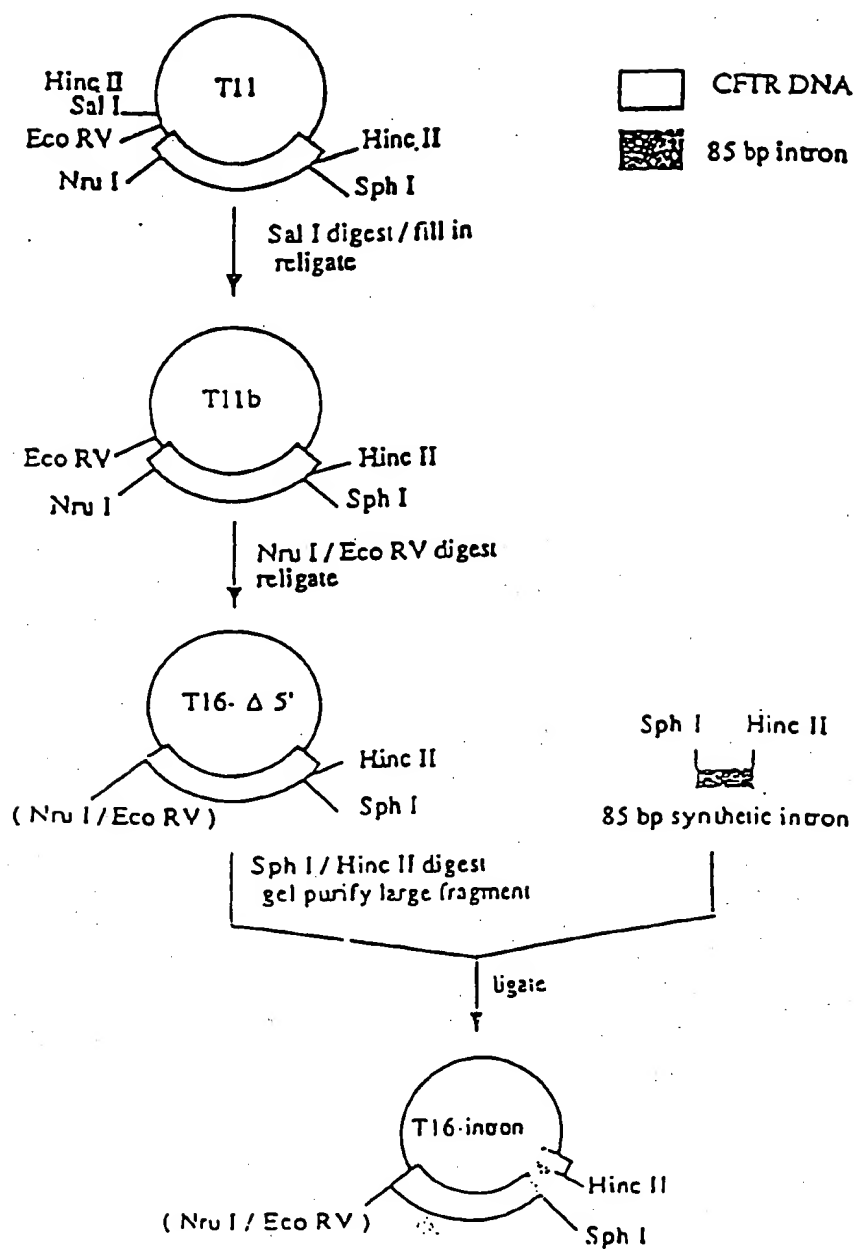 T11
Hinc II
Sal I
Eco RV
Nru I
Hinc II
Sph I
CFTR DNA
85 bp intron
Sal I digest / fill in
religate
T11b
Eco RV
Nru I
Hinc II
Sph I
Nru I / Eco RV digest
religate
T16- Δ 5'
Hinc II
Sph I
( Nru I / Eco RV )
Sph I Hinc II
85 bp synthetic intron
Sph I / Hinc II digest
gel purify large fragment
ligate
T16-intron
Hinc II
( Nru I / Eco RV )
Sph I